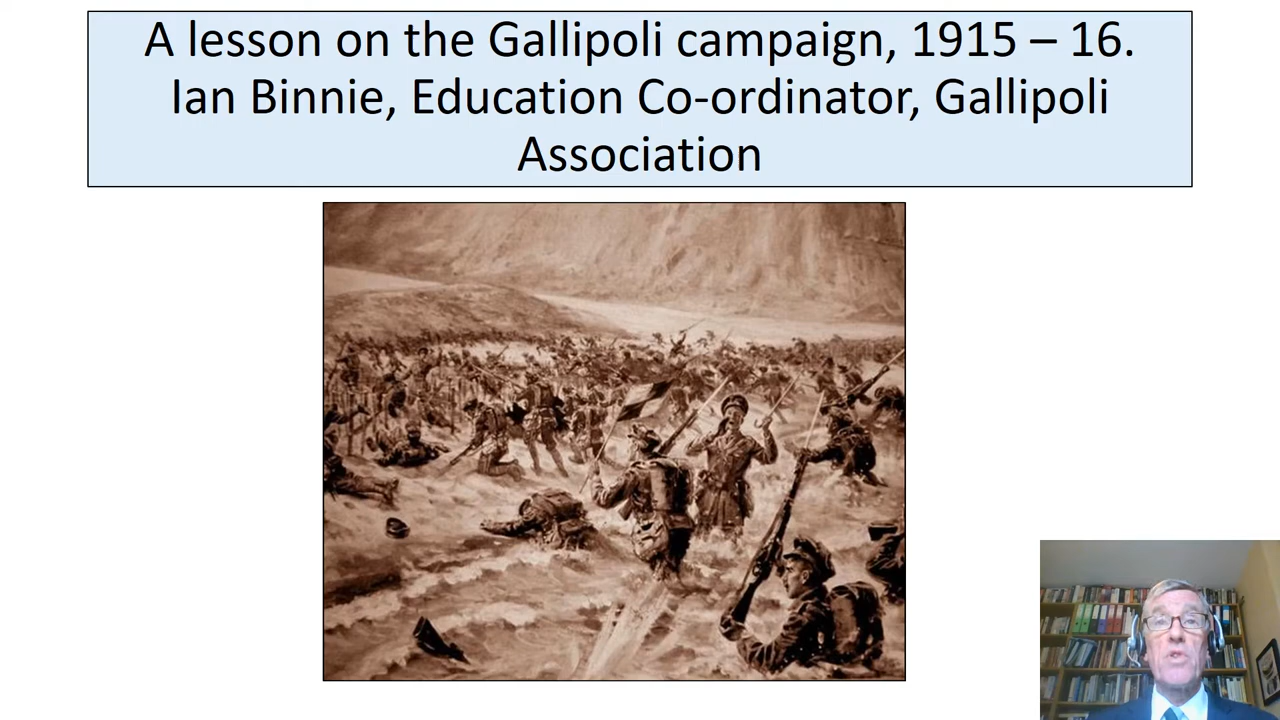 A lesson on the Gallipoli campaign, 1915 – 16.
Ian Binnie, Education Co-ordinator, Gallipoli
Association